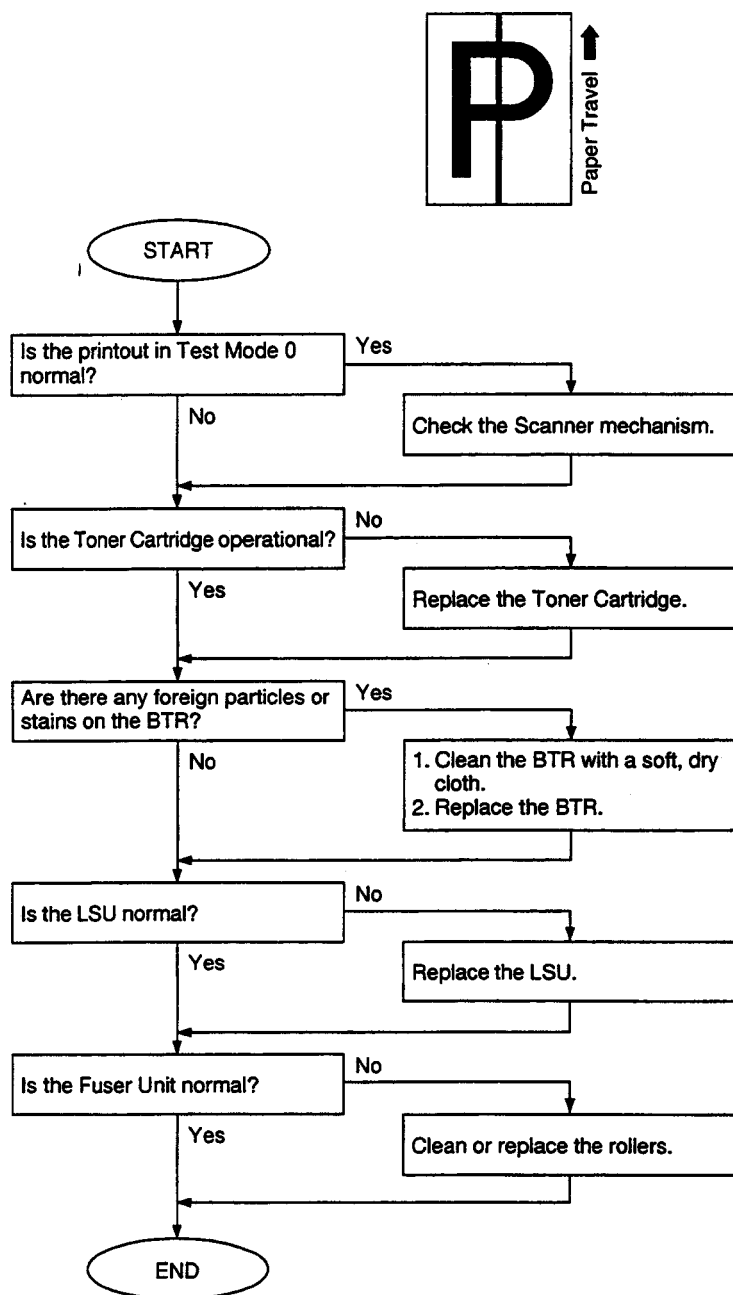 P
Paper Travel
START
Is the printout in Test Mode 0
normal?
Yes
No
Check the Scanner mechanism.
Is the Toner Cartridge operational?
No
Yes
Replace the Toner Cartridge.
Are there any foreign particles or
stains on the BTR?
Yes
No
1. Clean the BTR with a soft, dry
cloth.
2. Replace the BTR.
Is the LSU normal?
No
Yes
Replace the LSU.
Is the Fuser Unit normal?
No
Yes
Clean or replace the rollers.
END